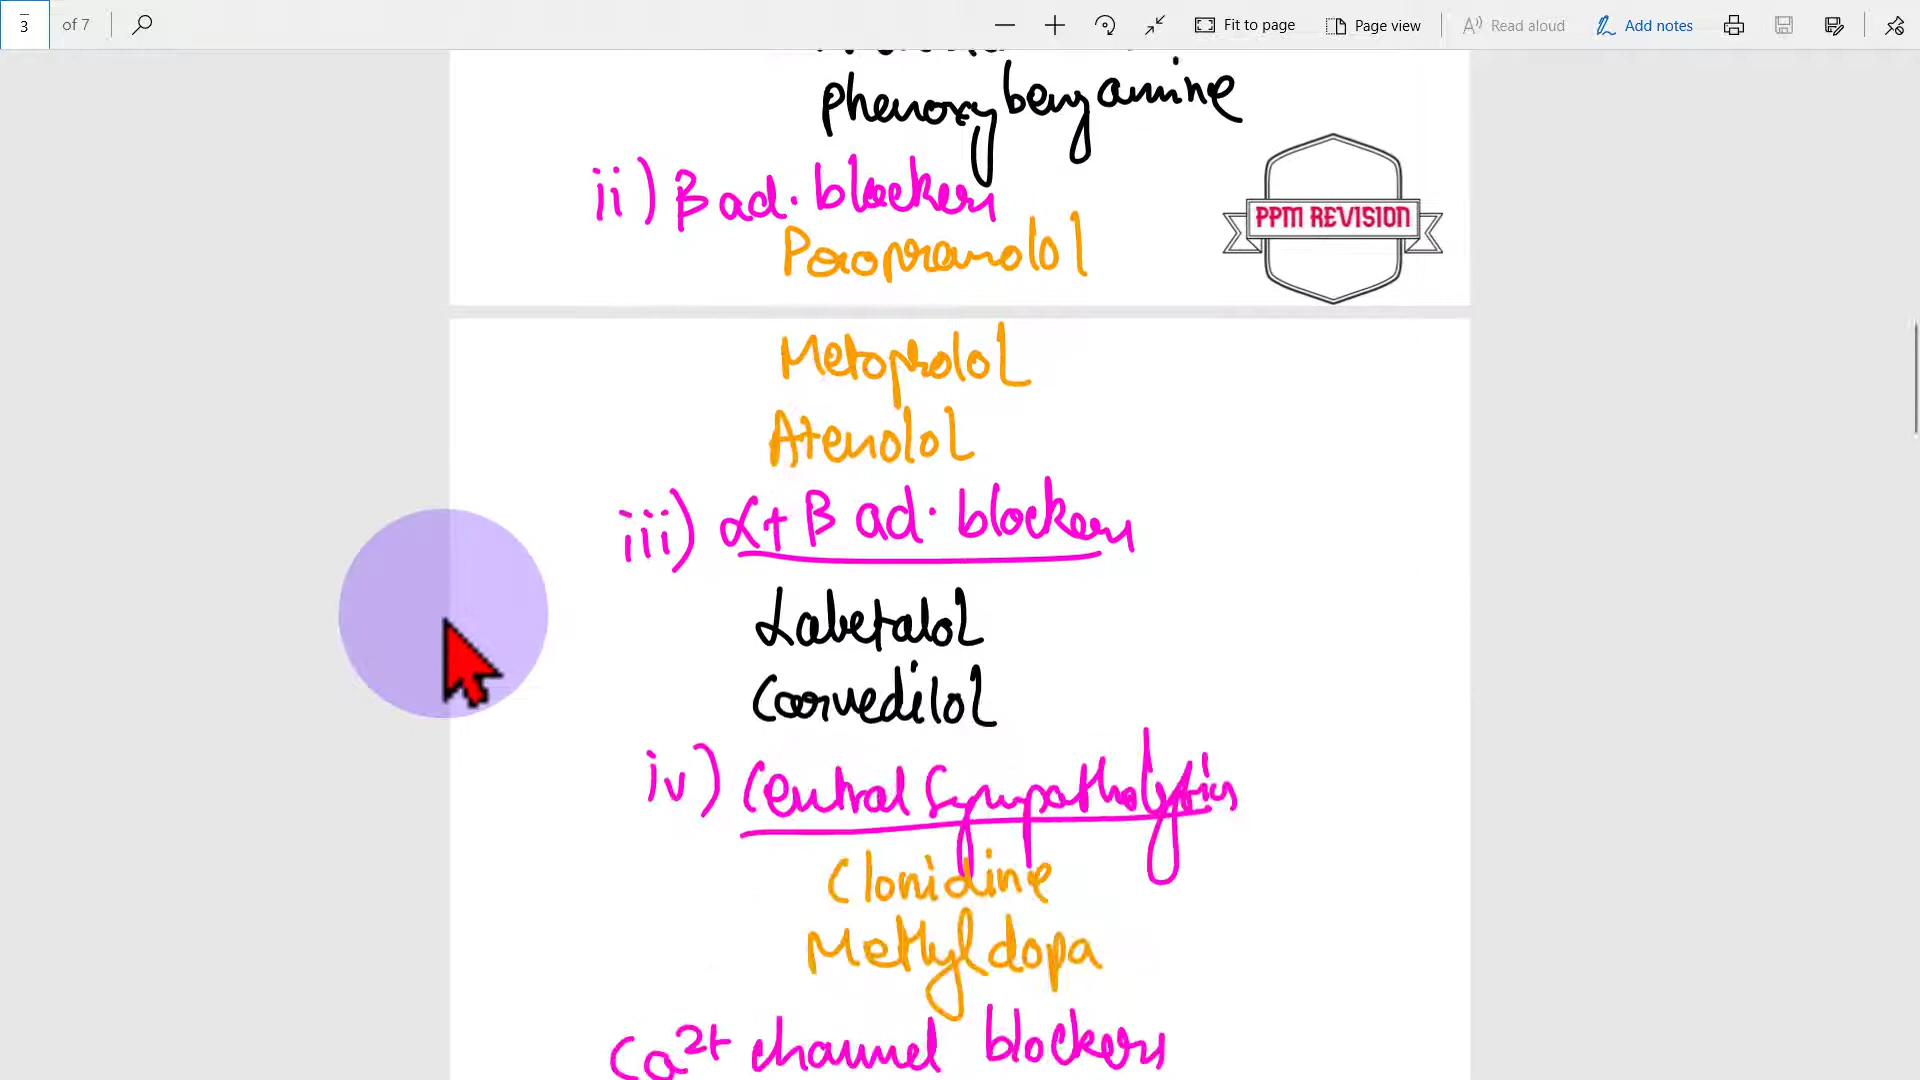 3 of 7
Fit to page
Page view
Read aloud
Add notes
phenoxybenzamine
ii) β ad. blockers
PPM REVISION
Propranolol
Metoprolol
Atenolol
iii) α+β ad. blockers
Labetalol
Carvedilol
iv) Central Sympatholytics
Clonidine
Methyldopa
Ca2+ channel blockers